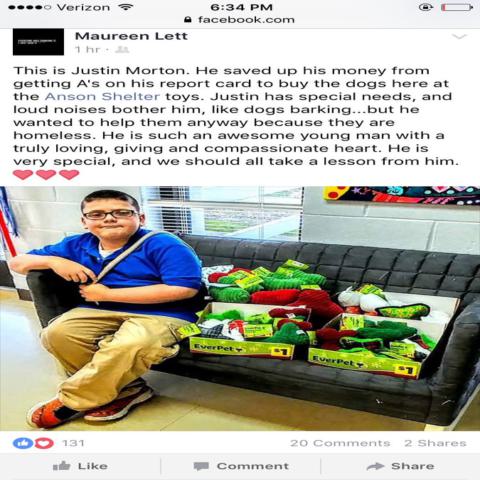 Verizon 6:34 PM
facebook.com
Maureen Lett
1 hr
This is Justin Morton. He saved up his money from
getting A's on his report card to buy the dogs here at
the Anson Shelter toys. Justin has special needs, and
loud noises bother him, like dogs barking...but he
wanted to help them anyway because they are
homeless. He is such an awesome young man with a
truly loving, giving and compassionate heart. He is
very special, and we should all take a lesson from him.
EverPet $1 EverPet $1
131 20 Comments 2 Shares
Like Comment Share